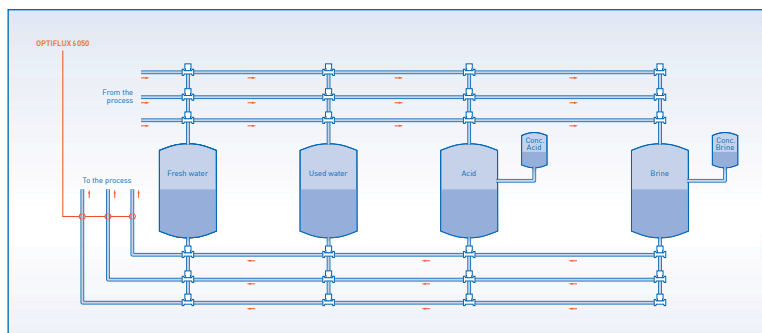 OPTIFLUX 6050
From the
process
To the process
Fresh water
Used water
Acid
Conc.
Acid
Brine
Conc.
Brine